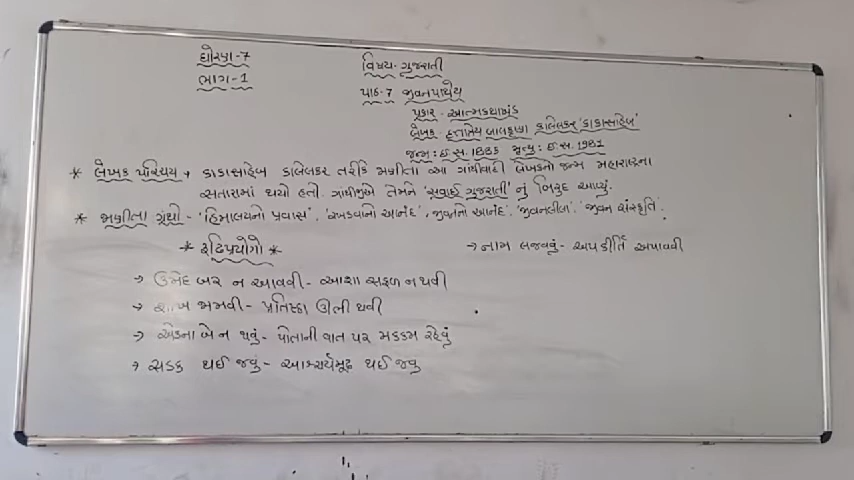 ધોરણ-7
વિષય- ગુજરાતી
ભાગ-1
પાઠ-7 જીવનપાથેય
પ્રકાર - આત્મકથાખંડ
લેખક- દત્તાત્રેય બાલકૃષ્ણ કાલેલકર 'કાકાસાહેબ'
જન્મ: ઈ.સ. 1885 મૃત્યુ: ઈ.સ. 1981
* લેખક પરિચય → કાકાસાહેબ કાલેલકર તરીકે જાણીતા આ ગાંધીવાદી લેખકનો જન્મ મહારાષ્ટ્રના
સતારામાં થયો હતો. ગાંધીજીએ તેમને 'સવાઈ ગુજરાતી' નું બિરુદ આપ્યું.
* જાણીતા ગ્રંથો - 'હિમાલયનો પ્રવાસ', 'રખડવાનો આનંદ', 'જીવનનો આનંદ', 'જીવનલીલા', 'જીવન સંસ્કૃતિ'.
* રૂઢિપ્રયોગો *
→ નામ લજવવું - અપકીર્તિ અપાવવી
→ ઉમેદ બર ન આવવી - આશા સફળ ન થવી
→ શાખ જામવી - પ્રતિષ્ઠા ઊભી થવી
→ એકના બે ન થવું - પોતાની વાત પર મક્કમ રહેવું
→ સડક થઈ જવું - આશ્ચર્યમૂઢ થઈ જવુ